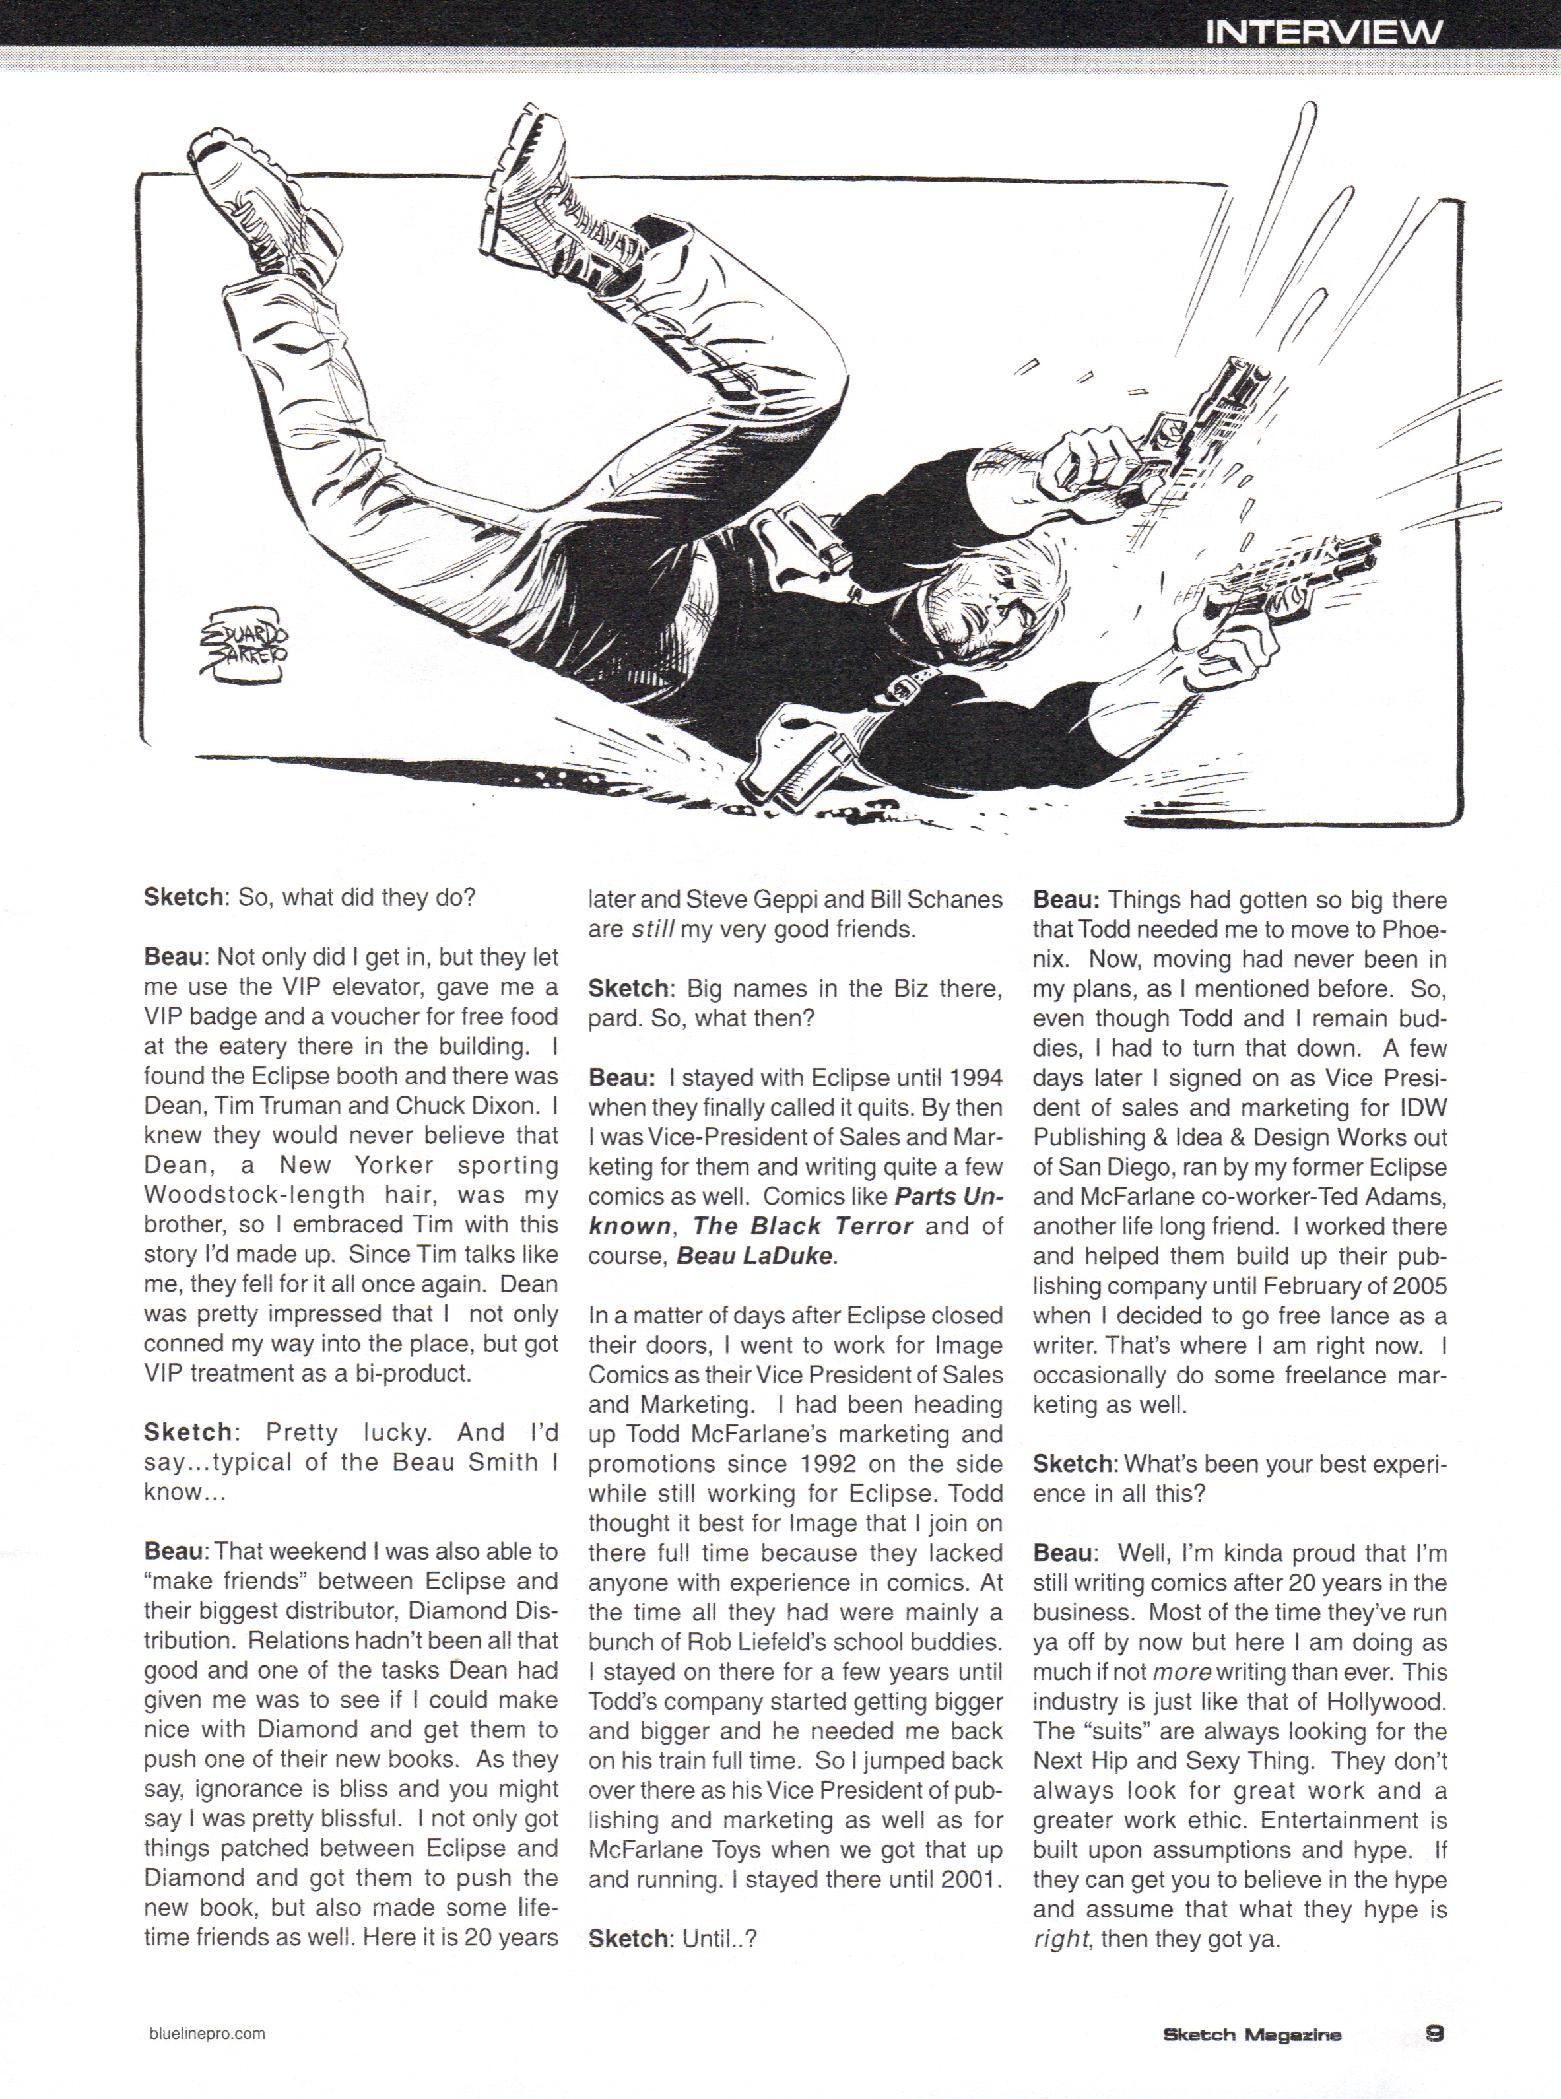 INTERVIEW
EDUARDO
BARRETO
Sketch: So, what did they do?
Beau: Not only did I get in, but they let
me use the VIP elevator, gave me a
VIP badge and a voucher for free food
at the eatery there in the building. I
found the Eclipse booth and there was
Dean, Tim Truman and Chuck Dixon. I
knew they would never believe that
Dean, a New Yorker sporting
Woodstock-length hair, was my
brother, so I embraced Tim with this
story I'd made up. Since Tim talks like
me, they fell for it all once again. Dean
was pretty impressed that I not only
conned my way into the place, but got
VIP treatment as a bi-product.
Sketch: Pretty lucky. And I'd
say...typical of the Beau Smith I
know...
Beau: That weekend I was also able to
“make friends” between Eclipse and
their biggest distributor, Diamond Dis-
tribution. Relations hadn't been all that
good and one of the tasks Dean had
given me was to see if I could make
nice with Diamond and get them to
push one of their new books. As they
say, ignorance is bliss and you might
say I was pretty blissful. I not only got
things patched between Eclipse and
Diamond and got them to push the
new book, but also made some life-
time friends as well. Here it is 20 years
later and Steve Geppi and Bill Schanes
are still my very good friends.
Sketch: Big names in the Biz there,
pard. So, what then?
Beau: I stayed with Eclipse until 1994
when they finally called it quits. By then
I was Vice-President of Sales and Mar-
keting for them and writing quite a few
comics as well. Comics like Parts Un-
known, The Black Terror and of
course, Beau LaDuke.
In a matter of days after Eclipse closed
their doors, I went to work for Image
Comics as their Vice President of Sales
and Marketing. I had been heading
up Todd McFarlane's marketing and
promotions since 1992 on the side
while still working for Eclipse. Todd
thought it best for Image that I join on
there full time because they lacked
anyone with experience in comics. At
the time all they had were mainly a
bunch of Rob Liefeld's school buddies.
I stayed on there for a few years until
Todd's company started getting bigger
and bigger and he needed me back
on his train full time. So I jumped back
over there as his Vice President of pub-
lishing and marketing as well as for
McFarlane Toys when we got that up
and running. I stayed there until 2001.
Sketch: Until..?
Beau: Things had gotten so big there
that Todd needed me to move to Phoe-
nix. Now, moving had never been in
my plans, as I mentioned before. So,
even though Todd and I remain bud-
dies, I had to turn that down. A few
days later I signed on as Vice Presi-
dent of sales and marketing for IDW
Publishing & Idea & Design Works out
of San Diego, ran by my former Eclipse
and McFarlane co-worker-Ted Adams,
another life long friend. I worked there
and helped them build up their pub-
lishing company until February of 2005
when I decided to go free lance as a
writer. That's where I am right now. I
occasionally do some freelance mar-
keting as well.
Sketch: What's been your best experi-
ence in all this?
Beau: Well, I'm kinda proud that I'm
still writing comics after 20 years in the
business. Most of the time they've run
ya off by now but here I am doing as
much if not more writing than ever. This
industry is just like that of Hollywood.
The “suits” are always looking for the
Next Hip and Sexy Thing. They don't
always look for great work and a
greater work ethic. Entertainment is
built upon assumptions and hype. If
they can get you to believe in the hype
and assume that what they hype is
right, then they got ya.
bluelinepro.com
Sketch Magazine 9